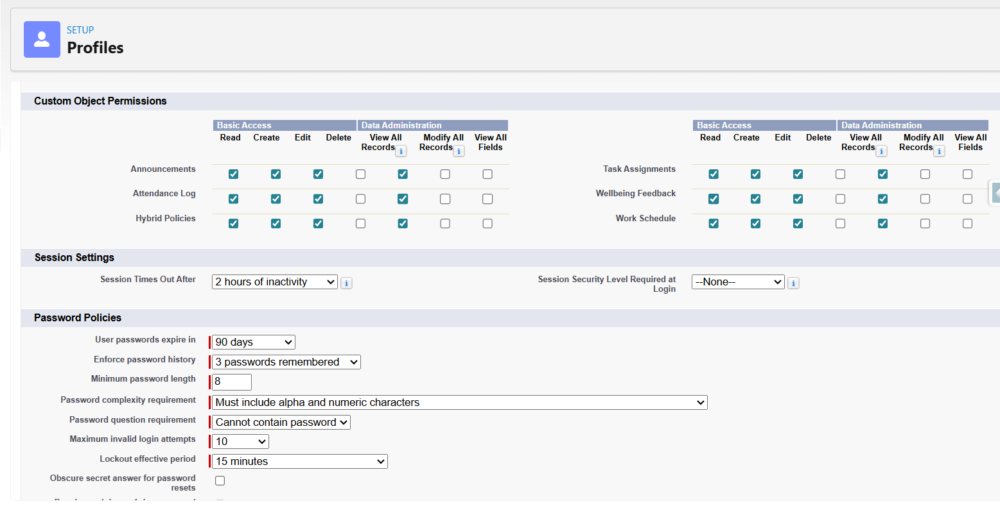 SETUP
Profiles
Custom Object Permissions
Basic Access Data Administration Basic Access Data Administration
Read Create Edit Delete View All Records Modify All Records View All Fields Read Create Edit Delete View All Records Modify All Records View All Fields
Announcements Task Assignments
Attendance Log Wellbeing Feedback
Hybrid Policies Work Schedule
Session Settings
Session Times Out After 2 hours of inactivity Session Security Level Required at Login --None--
Password Policies
User passwords expire in 90 days
Enforce password history 3 passwords remembered
Minimum password length 8
Password complexity requirement Must include alpha and numeric characters
Password question requirement Cannot contain password
Maximum invalid login attempts 10
Lockout effective period 15 minutes
Obscure secret answer for password
resets